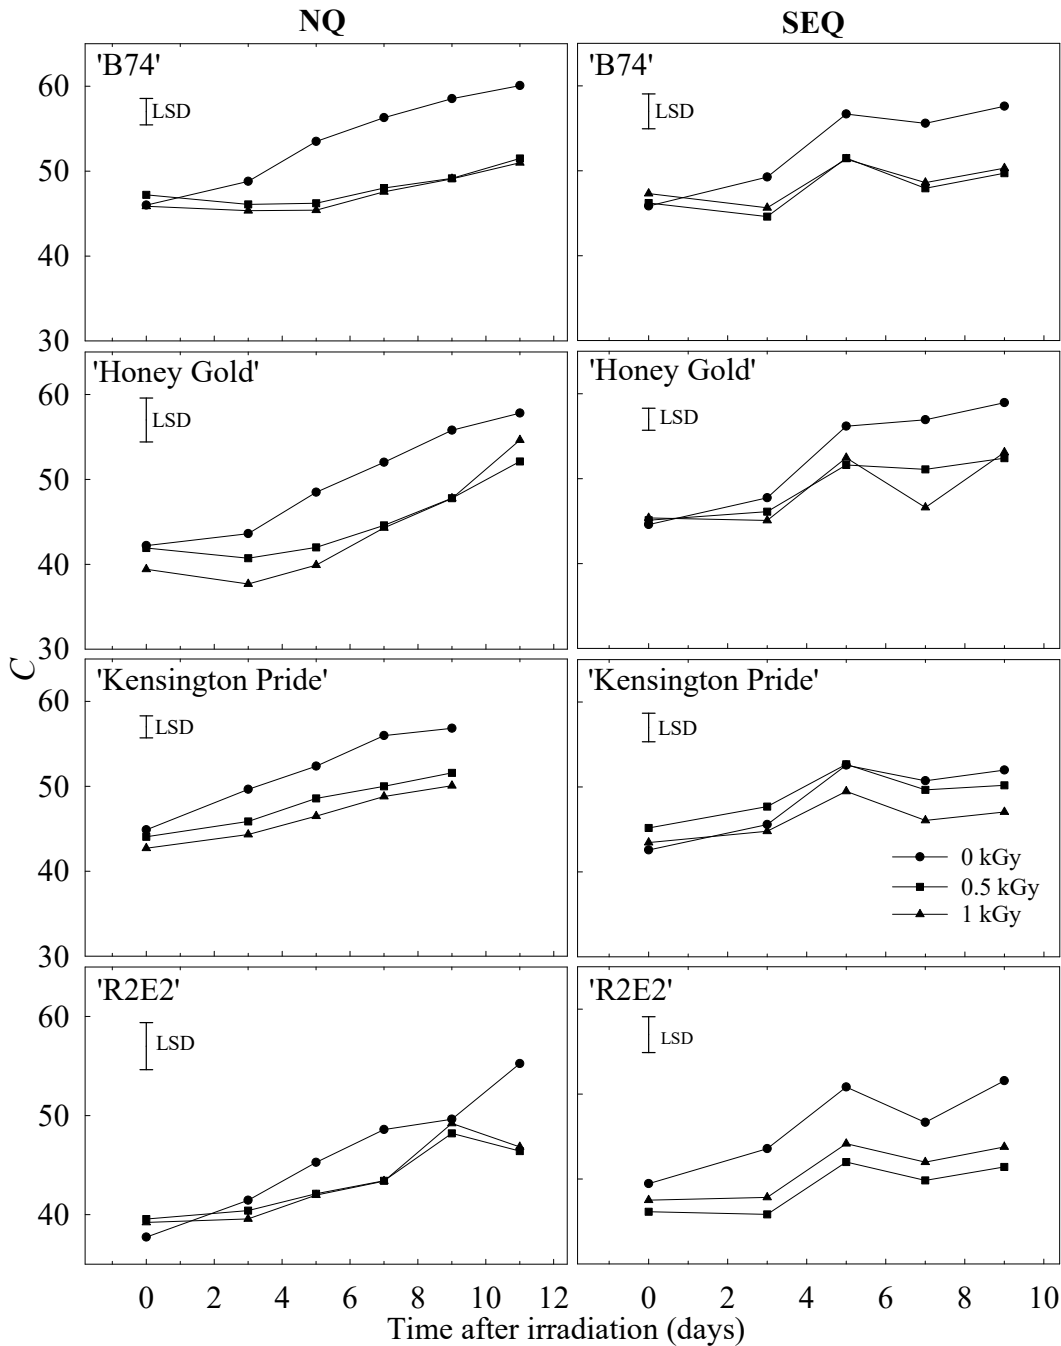 NQ
SEQ
'B74'
60
LSD
50
40
30
'B74'
LSD
'Honey Gold'
60
LSD
50
40
30
'Honey Gold'
LSD
C
'Kensington Pride'
60
LSD
50
40
30
'Kensington Pride'
LSD
0 kGy
0.5 kGy
1 kGy
'R2E2'
60
LSD
50
40
'R2E2'
LSD
0 2 4 6 8 10 12
0 2 4 6 8 10
Time after irradiation (days)